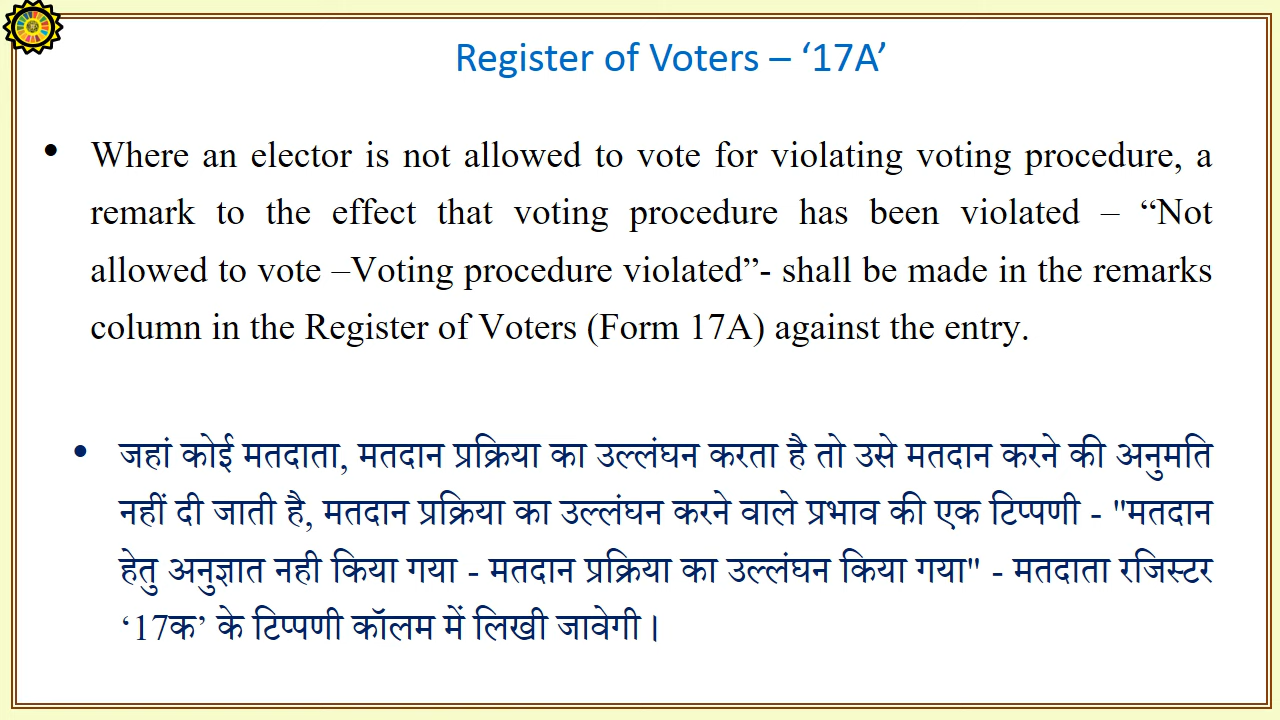 Register of Voters – ‘17A’
• Where an elector is not allowed to vote for violating voting procedure, a
remark to the effect that voting procedure has been violated – “Not
allowed to vote –Voting procedure violated”- shall be made in the remarks
column in the Register of Voters (Form 17A) against the entry.
• जहां कोई मतदाता, मतदान प्रक्रिया का उल्लंघन करता है तो उसे मतदान करने की अनुमति
नहीं दी जाती है, मतदान प्रक्रिया का उल्लंघन करने वाले प्रभाव की एक टिप्पणी - "मतदान
हेतु अनुज्ञात नही किया गया - मतदान प्रक्रिया का उल्लंघन किया गया" - मतदाता रजिस्टर
‘17क’ के टिप्पणी कॉलम में लिखी जावेगी।